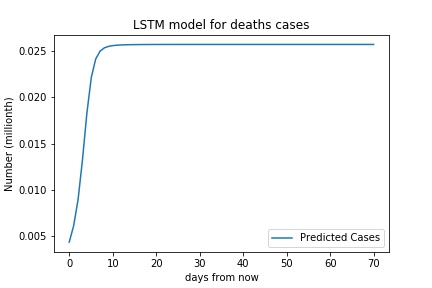 LSTM model for deaths cases
Number (millionth)
0.025
0.020
0.015
0.010
0.005
Predicted Cases
0 10 20 30 40 50 60 70
days from now